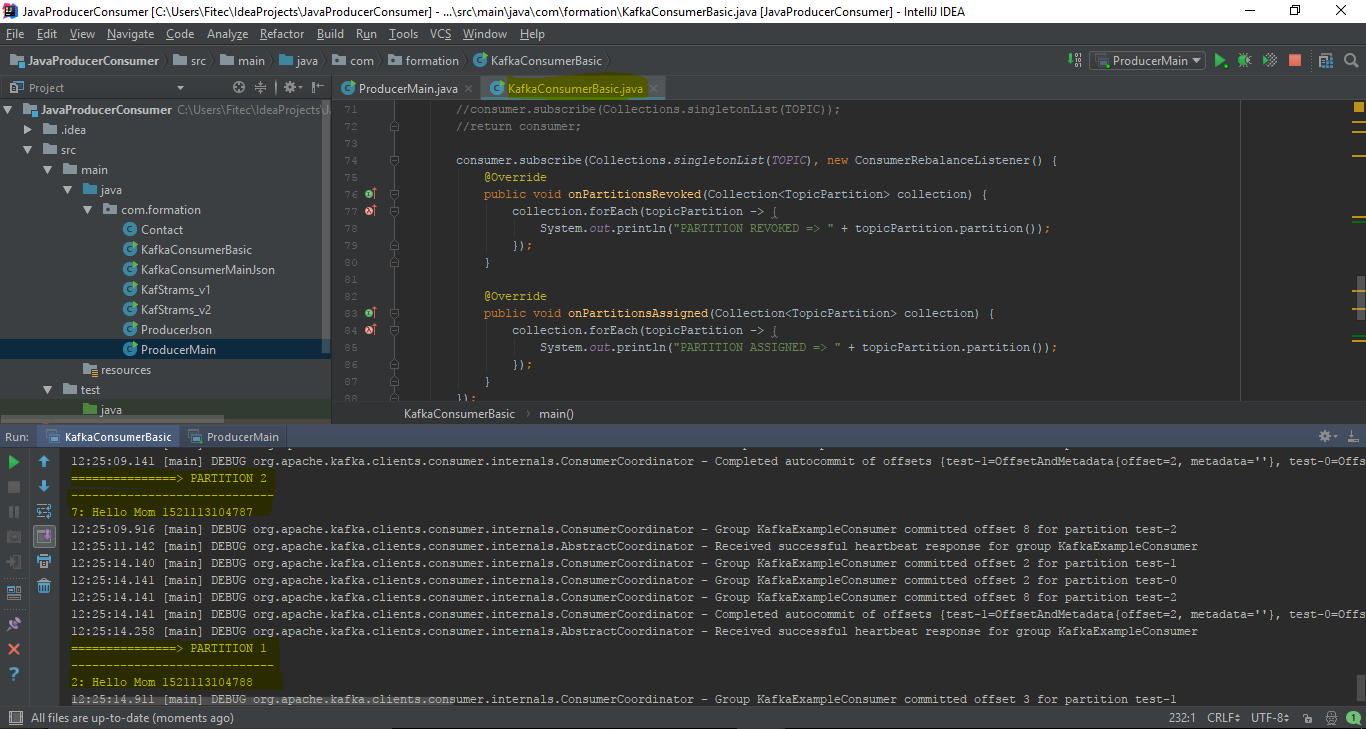 JavaProducerConsumer [C:\Users\Fitec\IdeaProjects\JavaProducerConsumer] - ...\src\main\java\com\formation\KafkaConsumerBasic.java [JavaProducerConsumer] - IntelliJ IDEA
File Edit View Navigate Code Analyze Refactor Build Run Tools VCS Window Help
JavaProducerConsumer src main java com formation KafkaConsumerBasic ProducerMain
Project ProducerMain.java KafkaConsumerBasic.java
JavaProducerConsumer C:\Users\Fitec\IdeaProjects\
.idea
src
main
java
com.formation
Contact
KafkaConsumerBasic
KafkaConsumerMainJson
KafStrams_v1
KafStrams_v2
ProducerJson
ProducerMain
resources
test
java
71 //consumer.subscribe(Collections.singletonList(TOPIC));
72 //return consumer;
73
74 consumer.subscribe(Collections.singletonList(TOPIC), new ConsumerRebalanceListener() {
75 @Override
76 public void onPartitionsRevoked(Collection<TopicPartition> collection) {
77 collection.forEach(topicPartition -> {
78 System.out.println("PARTITION REVOKED => " + topicPartition.partition());
79 });
80 }
81
82 @Override
83 public void onPartitionsAssigned(Collection<TopicPartition> collection) {
84 collection.forEach(topicPartition -> {
85 System.out.println("PARTITION ASSIGNED => " + topicPartition.partition());
86 });
87 }
88 });
KafkaConsumerBasic main()
Run: KafkaConsumerBasic ProducerMain
12:25:09.141 [main] DEBUG org.apache.kafka.clients.consumer.internals.ConsumerCoordinator - Completed autocommit of offsets {test-1=OffsetAndMetadata{offset=2, metadata=''}, test-0=Offs
===============> PARTITION 2
-----------------------------
7: Hello Mom 1521113104787
12:25:09.916 [main] DEBUG org.apache.kafka.clients.consumer.internals.ConsumerCoordinator - Group KafkaExampleConsumer committed offset 8 for partition test-2
12:25:11.142 [main] DEBUG org.apache.kafka.clients.consumer.internals.AbstractCoordinator - Received successful heartbeat response for group KafkaExampleConsumer
12:25:14.140 [main] DEBUG org.apache.kafka.clients.consumer.internals.ConsumerCoordinator - Group KafkaExampleConsumer committed offset 2 for partition test-1
12:25:14.141 [main] DEBUG org.apache.kafka.clients.consumer.internals.ConsumerCoordinator - Group KafkaExampleConsumer committed offset 2 for partition test-0
12:25:14.141 [main] DEBUG org.apache.kafka.clients.consumer.internals.ConsumerCoordinator - Group KafkaExampleConsumer committed offset 8 for partition test-2
12:25:14.141 [main] DEBUG org.apache.kafka.clients.consumer.internals.ConsumerCoordinator - Completed autocommit of offsets {test-1=OffsetAndMetadata{offset=2, metadata=''}, test-0=Offs
12:25:14.258 [main] DEBUG org.apache.kafka.clients.consumer.internals.AbstractCoordinator - Received successful heartbeat response for group KafkaExampleConsumer
===============> PARTITION 1
-----------------------------
2: Hello Mom 1521113104788
12:25:14.911 [main] DEBUG org.apache.kafka.clients.consumer.internals.ConsumerCoordinator - Group KafkaExampleConsumer committed offset 3 for partition test-1
All files are up-to-date (moments ago) 232:1 CRLF UTF-8 1